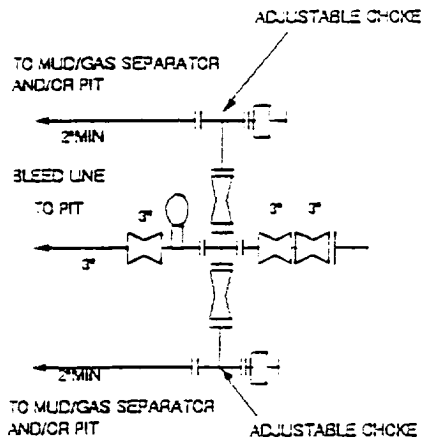 ADJUSTABLE CHOKE
TO MUD/GAS SEPARATOR
AND/OR PIT
2"MIN
BLEED LINE
TO PIT
3"
3"
3"
3"
2"MIN
TO MUD/GAS SEPARATOR
AND/OR PIT
ADJUSTABLE CHOKE